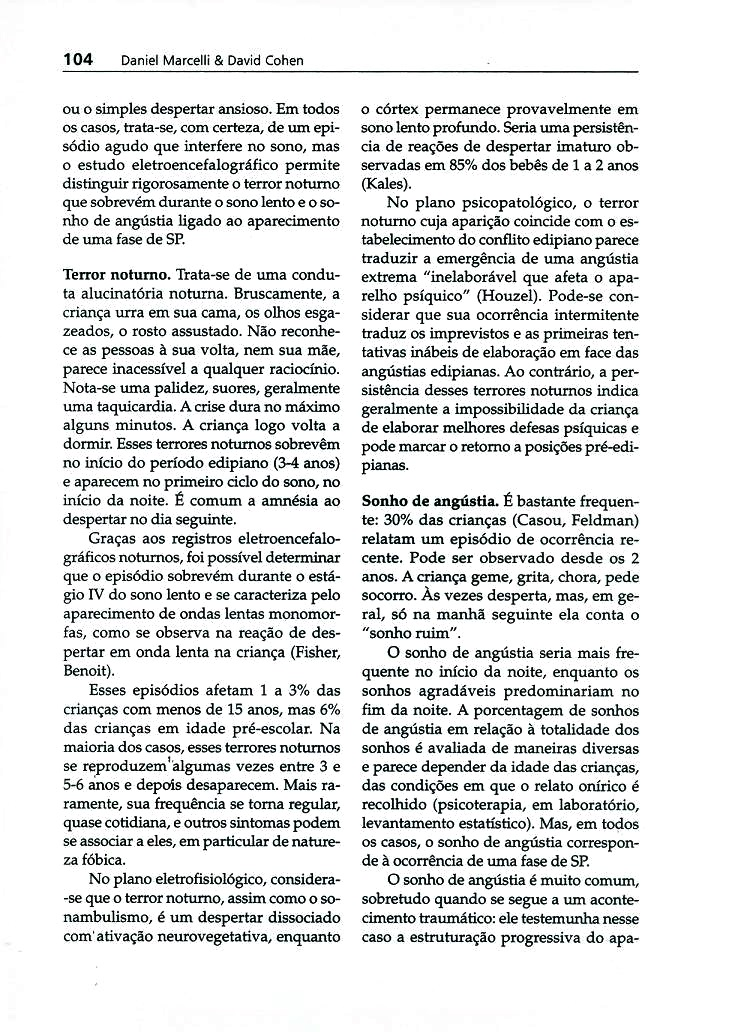 104 Daniel Marcelli & David Cohen
ou o simples despertar ansioso. Em todos
os casos, trata-se, com certeza, de um epi-
sódio agudo que interfere no sono, mas
o estudo eletroencefalográfico permite
distinguir rigorosamente o terror noturno
que sobrevém durante o sono lento e o so-
nho de angústia ligado ao aparecimento
de uma fase de SP.
Terror noturno. Trata-se de uma condu-
ta alucinatória noturna. Bruscamente, a
criança urra em sua cama, os olhos esga-
zeados, o rosto assustado. Não reconhe-
ce as pessoas à sua volta, nem sua mãe,
parece inacessível a qualquer raciocínio.
Nota-se uma palidez, suores, geralmente
uma taquicardia. A crise dura no máximo
alguns minutos. A criança logo volta a
dormir. Esses terrores noturnos sobrevêm
no início do período edipiano (3-4 anos)
e aparecem no primeiro ciclo do sono, no
início da noite. É comum a amnésia ao
despertar no dia seguinte.
Graças aos registros eletroencefalo-
gráficos noturnos, foi possível determinar
que o episódio sobrevém durante o está-
gio IV do sono lento e se caracteriza pelo
aparecimento de ondas lentas monomor-
fas, como se observa na reação de des-
pertar em onda lenta na criança (Fisher,
Benoit).
Esses episódios afetam 1 a 3% das
crianças com menos de 15 anos, mas 6%
das crianças em idade pré-escolar. Na
maioria dos casos, esses terrores noturnos
se reproduzem algumas vezes entre 3 e
5-6 anos e depois desaparecem. Mais ra-
ramente, sua frequência se torna regular,
quase cotidiana, e outros sintomas podem
se associar a eles, em particular de nature-
za fóbica.
No plano eletrofisiológico, considera-
-se que o terror noturno, assim como o so-
nambulismo, é um despertar dissociado
com ativação neurovegetativa, enquanto
o córtex permanece provavelmente em
sono lento profundo. Seria uma persistên-
cia de reações de despertar imaturo ob-
servadas em 85% dos bebês de 1 a 2 anos
(Kales).
No plano psicopatológico, o terror
noturno cuja aparição coincide com o es-
tabelecimento do conflito edipiano parece
traduzir a emergência de uma angústia
extrema "inelaborável que afeta o apa-
relho psíquico" (Houzel). Pode-se con-
siderar que sua ocorrência intermitente
traduz os imprevistos e as primeiras ten-
tativas inábeis de elaboração em face das
angústias edipianas. Ao contrário, a per-
sistência desses terrores noturnos indica
geralmente a impossibilidade da criança
de elaborar melhores defesas psíquicas e
pode marcar o retorno a posições pré-edi-
pianas.
Sonho de angústia. É bastante frequen-
te: 30% das crianças (Casou, Feldman)
relatam um episódio de ocorrência re-
cente. Pode ser observado desde os 2
anos. A criança geme, grita, chora, pede
socorro. Às vezes desperta, mas, em ge-
ral, só na manhã seguinte ela conta o
"sonho ruim".
O sonho de angústia seria mais fre-
quente no início da noite, enquanto os
sonhos agradáveis predominariam no
fim da noite. A porcentagem de sonhos
de angústia em relação à totalidade dos
sonhos é avaliada de maneiras diversas
e parece depender da idade das crianças,
das condições em que o relato onírico é
recolhido (psicoterapia, em laboratório,
levantamento estatístico). Mas, em todos
os casos, o sonho de angústia correspon-
de à ocorrência de uma fase de SP.
O sonho de angústia é muito comum,
sobretudo quando se segue a um aconte-
cimento traumático: ele testemunha nesse
caso a estruturação progressiva do apa-